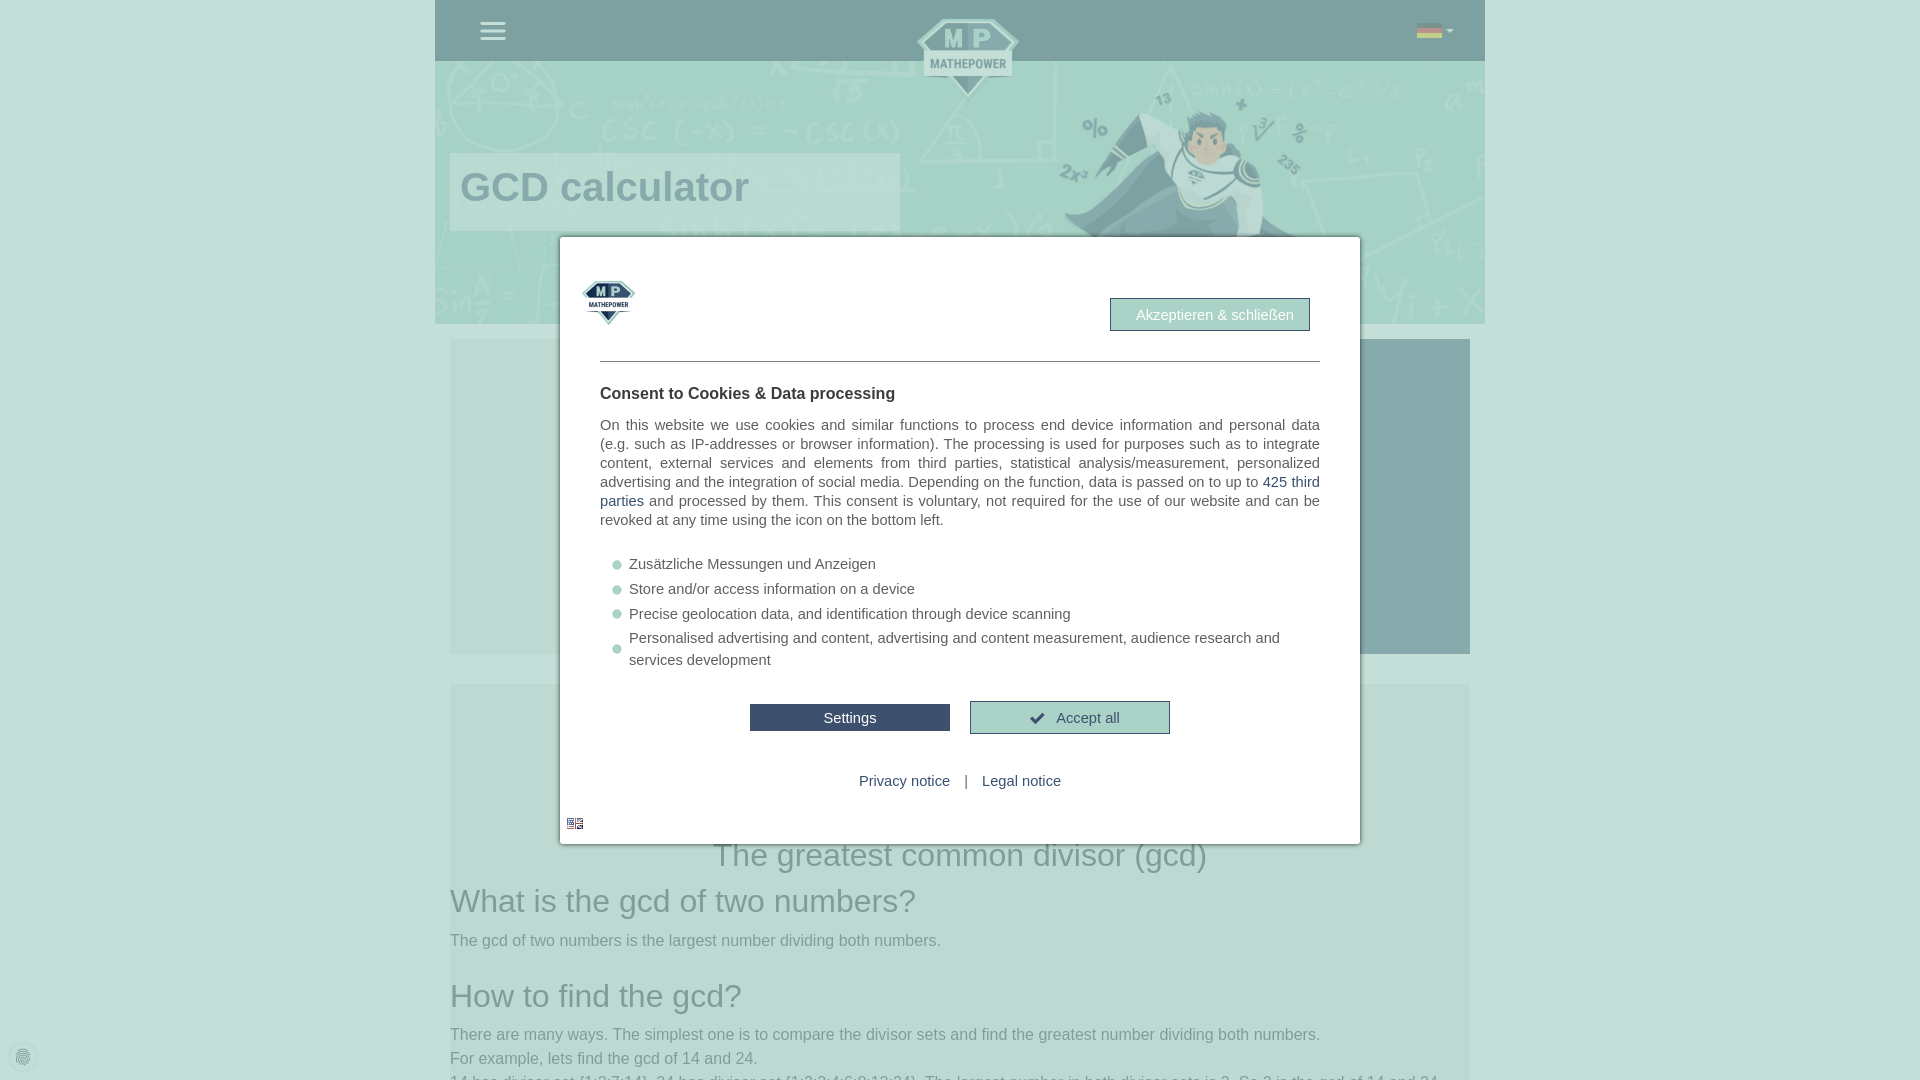 MP
MATHEPOWER
13
%
2x³
235
GCD calculator
MP
MATHEPOWER
Akzeptieren & schließen
Consent to Cookies & Data processing
On this website we use cookies and similar functions to process end device information and personal data
(e.g. such as IP-addresses or browser information). The processing is used for purposes such as to integrate
content, external services and elements from third parties, statistical analysis/measurement, personalized
advertising and the integration of social media. Depending on the function, data is passed on to up to 425 third
parties and processed by them. This consent is voluntary, not required for the use of our website and can be
revoked at any time using the icon on the bottom left.
Zusätzliche Messungen und Anzeigen
Store and/or access information on a device
Precise geolocation data, and identification through device scanning
Personalised advertising and content, advertising and content measurement, audience research and
services development
Settings
Accept all
Privacy notice | Legal notice
The greatest common divisor (gcd)
What is the gcd of two numbers?
The gcd of two numbers is the largest number dividing both numbers.
How to find the gcd?
There are many ways. The simplest one is to compare the divisor sets and find the greatest number dividing both numbers.
For example, lets find the gcd of 14 and 24.